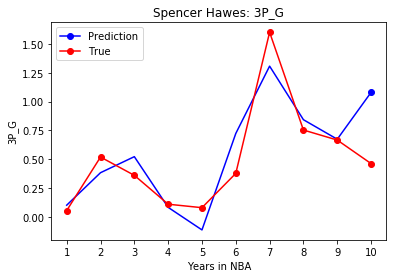 Spencer Hawes: 3P_G
Prediction
True
1.50
1.25
1.00
0.75
0.50
0.25
0.00
3P_G
1 2 3 4 5 6 7 8 9 10
Years in NBA